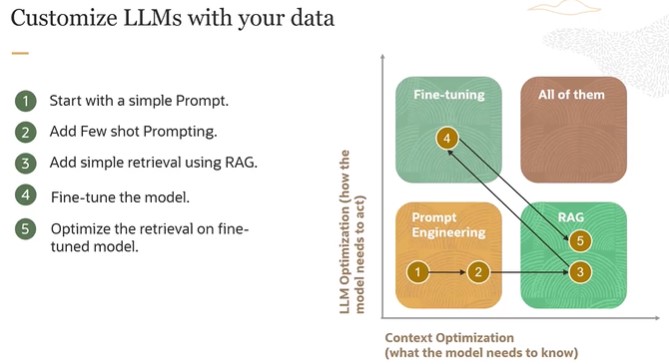 Customize LLMs with your data
1 Start with a simple Prompt.
2 Add Few shot Prompting.
3 Add simple retrieval using RAG.
4 Fine-tune the model.
5 Optimize the retrieval on fine-
tuned model.
LLM Optimization (how the
model needs to act)
Fine-tuning
All of them
4
Prompt
Engineering
RAG
5
1
2
3
Context Optimization
(what the model needs to know)